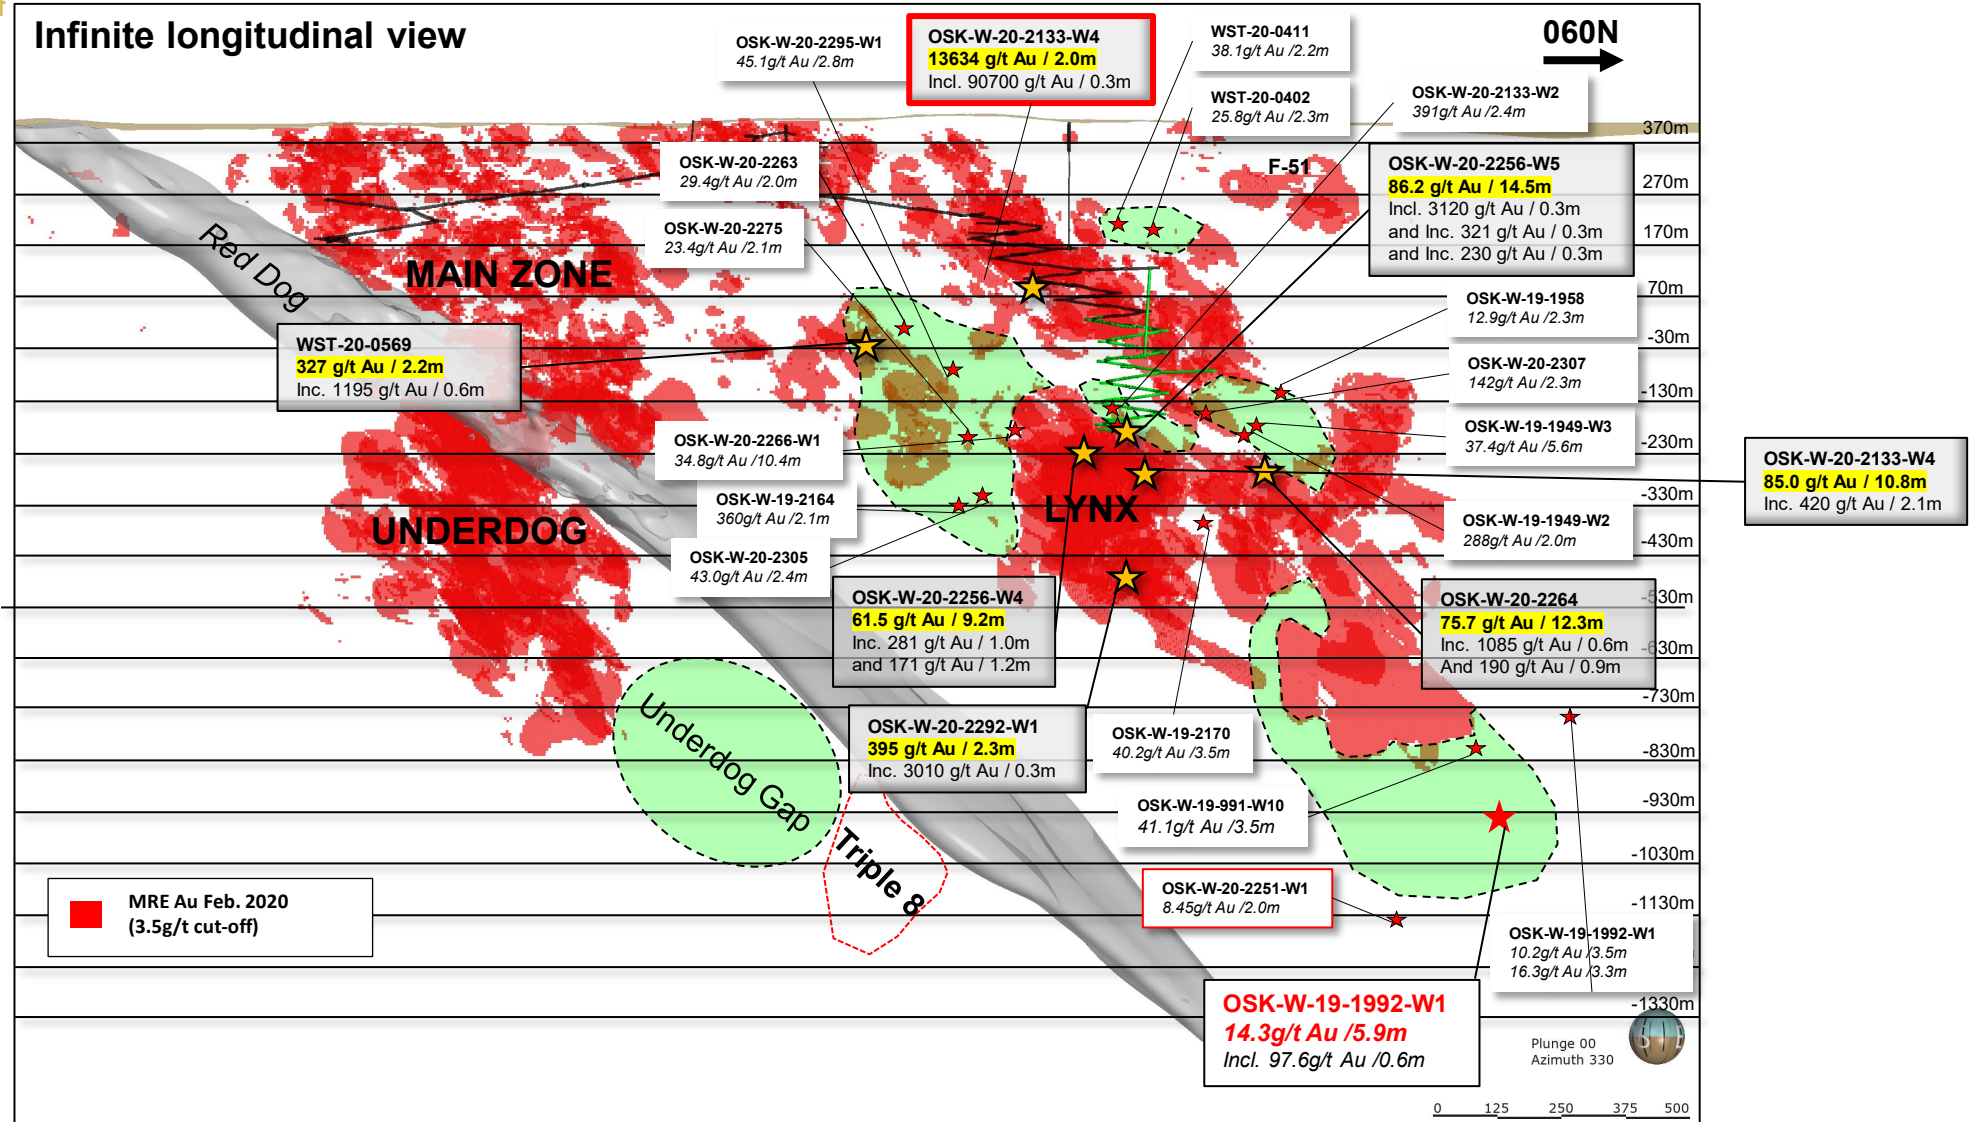 Infinite longitudinal view
OSK-W-20-2295-W1
45.1g/t Au /2.8m
OSK-W-20-2133-W4
13634 g/t Au / 2.0m
Incl. 90700 g/t Au / 0.3m
WST-20-0411
38.1g/t Au /2.2m
WST-20-0402
25.8g/t Au /2.3m
OSK-W-20-2133-W2
391g/t Au /2.4m
060N
370m
270m
170m
70m
-30m
-130m
-230m
-330m
-430m
-530m
-630m
-730m
-830m
-930m
-1030m
-1130m
-1330m
F-51
OSK-W-20-2263
29.4g/t Au /2.0m
OSK-W-20-2275
23.4g/t Au /2.1m
OSK-W-20-2256-W5
86.2 g/t Au / 14.5m
Incl. 3120 g/t Au / 0.3m
and Inc. 321 g/t Au / 0.3m
and Inc. 230 g/t Au / 0.3m
Red Dog
MAIN ZONE
OSK-W-19-1958
12.9g/t Au /2.3m
WST-20-0569
327 g/t Au / 2.2m
Inc. 1195 g/t Au / 0.6m
OSK-W-20-2307
142g/t Au /2.3m
OSK-W-20-2266-W1
34.8g/t Au /10.4m
OSK-W-19-1949-W3
37.4g/t Au /5.6m
OSK-W-20-2133-W4
85.0 g/t Au / 10.8m
Inc. 420 g/t Au / 2.1m
OSK-W-19-2164
360g/t Au /2.1m
LYNX
UNDERDOG
OSK-W-19-1949-W2
288g/t Au /2.0m
OSK-W-20-2305
43.0g/t Au /2.4m
OSK-W-20-2256-W4
61.5 g/t Au / 9.2m
Inc. 281 g/t Au / 1.0m
and 171 g/t Au / 1.2m
OSK-W-20-2264
75.7 g/t Au / 12.3m
Inc. 1085 g/t Au / 0.6m
And 190 g/t Au / 0.9m
Underdog Gap
OSK-W-20-2292-W1
395 g/t Au / 2.3m
Inc. 3010 g/t Au / 0.3m
OSK-W-19-2170
40.2g/t Au /3.5m
OSK-W-19-991-W10
41.1g/t Au /3.5m
Triple 8
MRE Au Feb. 2020
(3.5g/t cut-off)
OSK-W-20-2251-W1
8.45g/t Au /2.0m
OSK-W-19-1992-W1
10.2g/t Au /3.5m
16.3g/t Au /3.3m
OSK-W-19-1992-W1
14.3g/t Au /5.9m
Incl. 97.6g/t Au /0.6m
Plunge 00
Azimuth 330
0 125 250 375 500